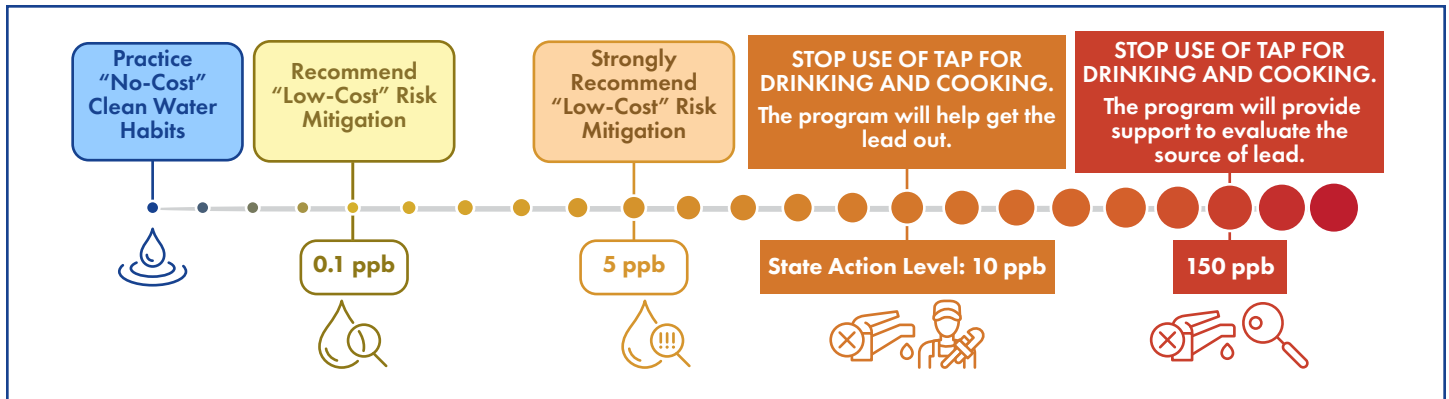 Practice
“No-Cost”
Clean Water
Habits
Recommend
“Low-Cost” Risk
Mitigation
Strongly
Recommend
“Low-Cost” Risk
Mitigation
STOP USE OF TAP FOR
DRINKING AND COOKING.
The program will help get the
lead out.
STOP USE OF TAP FOR
DRINKING AND COOKING.
The program will provide
support to evaluate the
source of lead.
0.1 ppb
5 ppb
!!!
State Action Level: 10 ppb
150 ppb